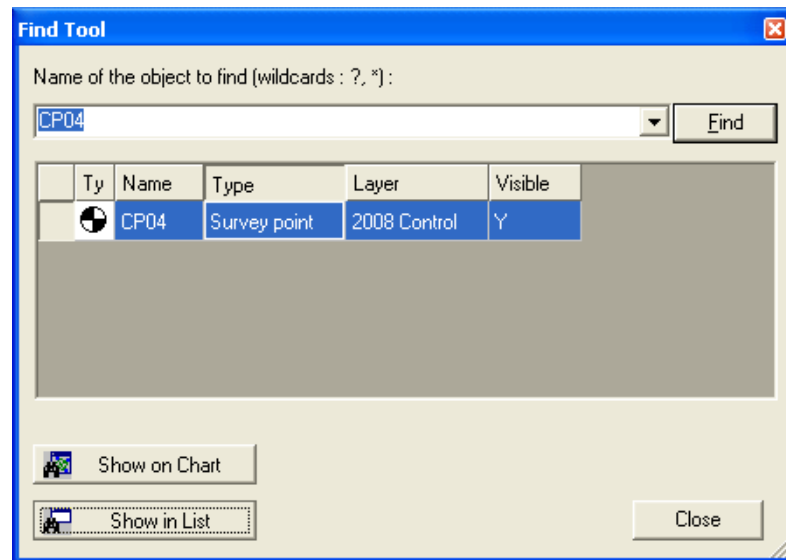 Find Tool
Name of the object to find (wildcards : ?, *) :
CP04
Find
Ty Name Type Layer Visible
CP04 Survey point 2008 Control Y
Show on Chart
Show in List
Close